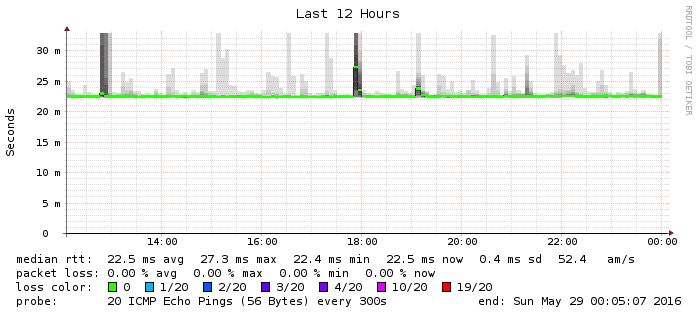 Last 12 Hours
RRDTOOL / TOBI OETIKER
Seconds
30 m
25 m
20 m
15 m
10 m
5 m
0
14:00 16:00 18:00 20:00 22:00 00:00
median rtt: 22.5 ms avg 27.3 ms max 22.4 ms min 22.5 ms now 0.4 ms sd 52.4 am/s
packet loss: 0.00 % avg 0.00 % max 0.00 % min 0.00 % now
loss color: 0 1/20 2/20 3/20 4/20 10/20 19/20
probe: 20 ICMP Echo Pings (56 Bytes) every 300s end: Sun May 29 00:05:07 2016